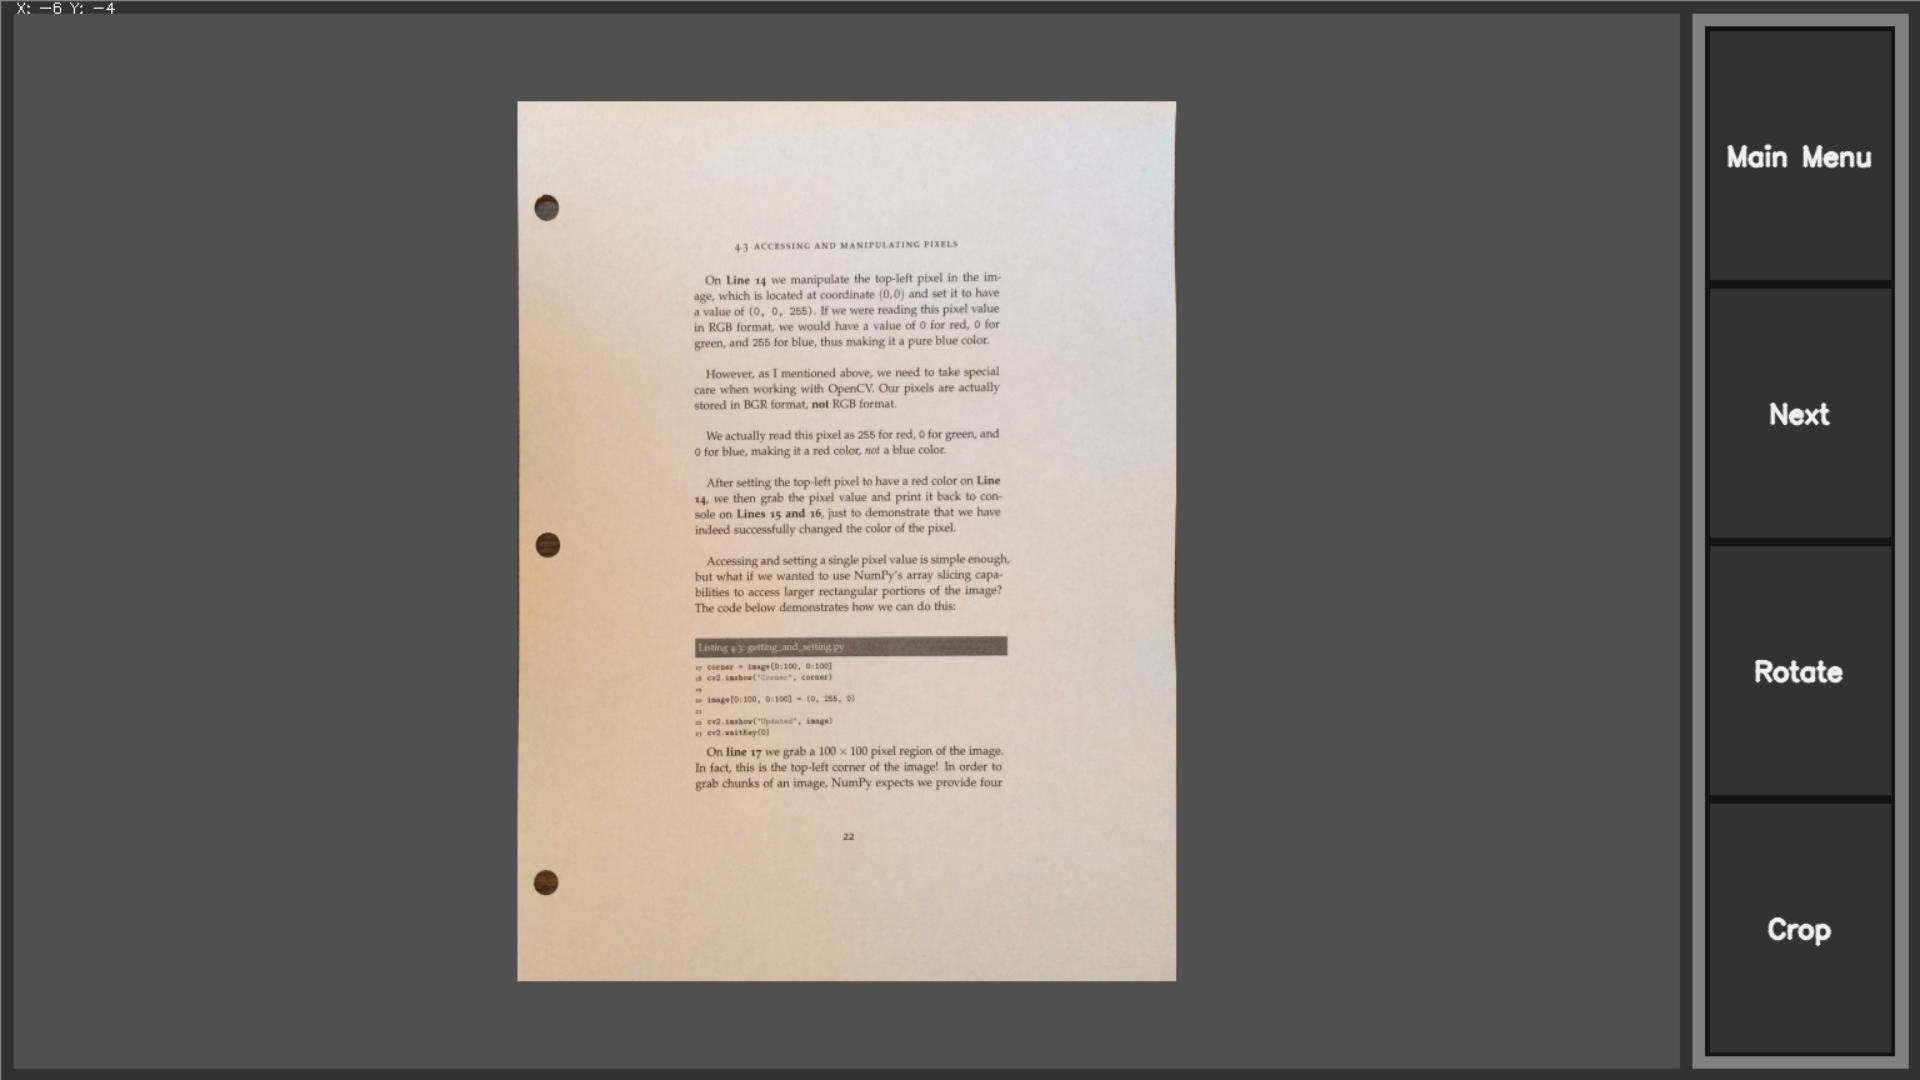 X: -6 Y: -4
4.3 ACCESSING AND MANIPULATING PIXELS
On Line 14 we manipulate the top-left pixel in the im-
age, which is located at coordinate (0,0) and set it to have
a value of (0, 0, 255). If we were reading this pixel value
in RGB format, we would have a value of 0 for red, 0 for
green, and 255 for blue, thus making it a pure blue color.
However, as I mentioned above, we need to take special
care when working with OpenCV. Our pixels are actually
stored in BGR format, not RGB format.
We actually read this pixel as 255 for red, 0 for green, and
0 for blue, making it a red color, not a blue color.
After setting the top-left pixel to have a red color on Line
14, we then grab the pixel value and print it back to con-
sole on Lines 15 and 16, just to demonstrate that we have
indeed successfully changed the color of the pixel.
Accessing and setting a single pixel value is simple enough,
but what if we wanted to use NumPy's array slicing capa-
bilities to access larger rectangular portions of the image?
The code below demonstrates how we can do this:
Listing 4.3: getting_and_setting.py
17 corner = image[0:100, 0:100]
18 cv2.imshow("Corner", corner)
19
20 image[0:100, 0:100] = (0, 255, 0)
21
22 cv2.imshow("Updated", image)
23 cv2.waitKey(0)
On line 17 we grab a 100 × 100 pixel region of the image.
In fact, this is the top-left corner of the image! In order to
grab chunks of an image, NumPy expects we provide four
22
Main Menu
Next
Rotate
Crop